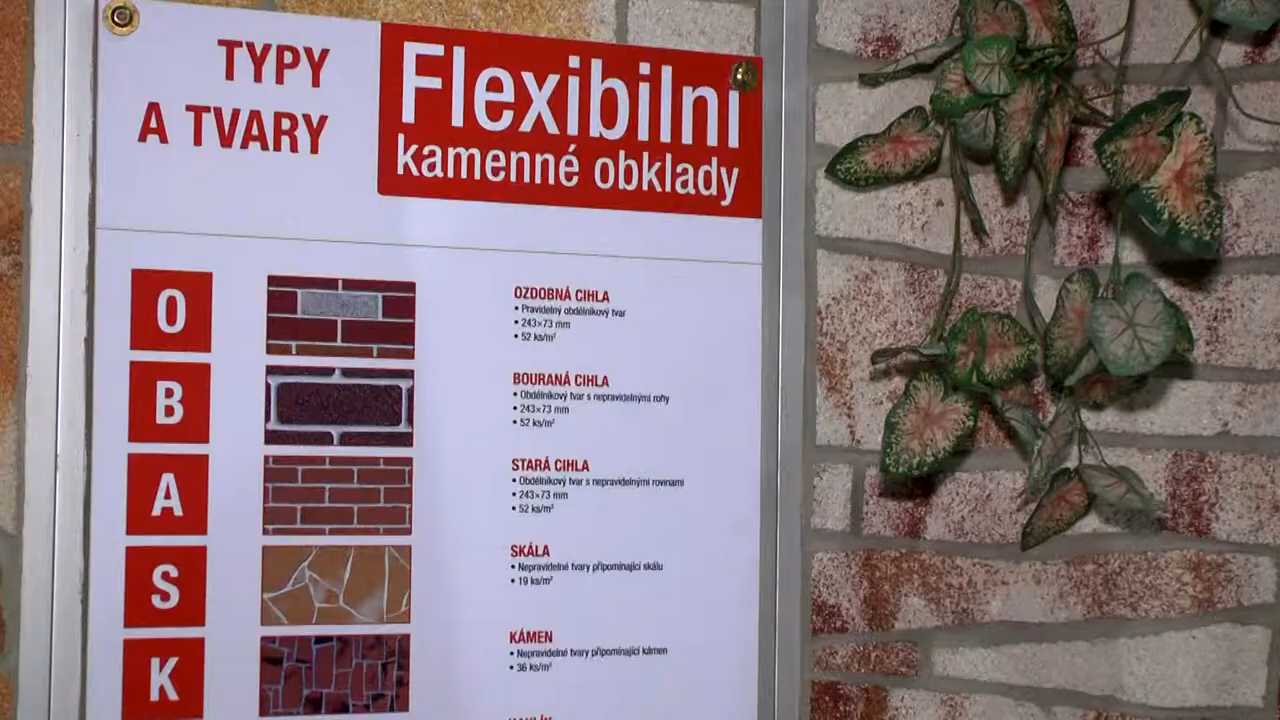 TYPY
A TVARY
Flexibilní
kamenné obklady
O
OZDOBNÁ CIHLA
• Pravidelný obdélníkový tvar
• 243×73 mm
• 52 ks/m²
B
BOURANÁ CIHLA
• Obdélníkový tvar s nepravidelnými rohy
• 243×73 mm
• 52 ks/m²
A
STARÁ CIHLA
• Obdélníkový tvar s nepravidelnými rovinami
• 243×73 mm
• 52 ks/m²
S
SKÁLA
• Nepravidelné tvary připomínající skálu
• 19 ks/m²
K
KÁMEN
• Nepravidelné tvary připomínající kámen
• 36 ks/m²